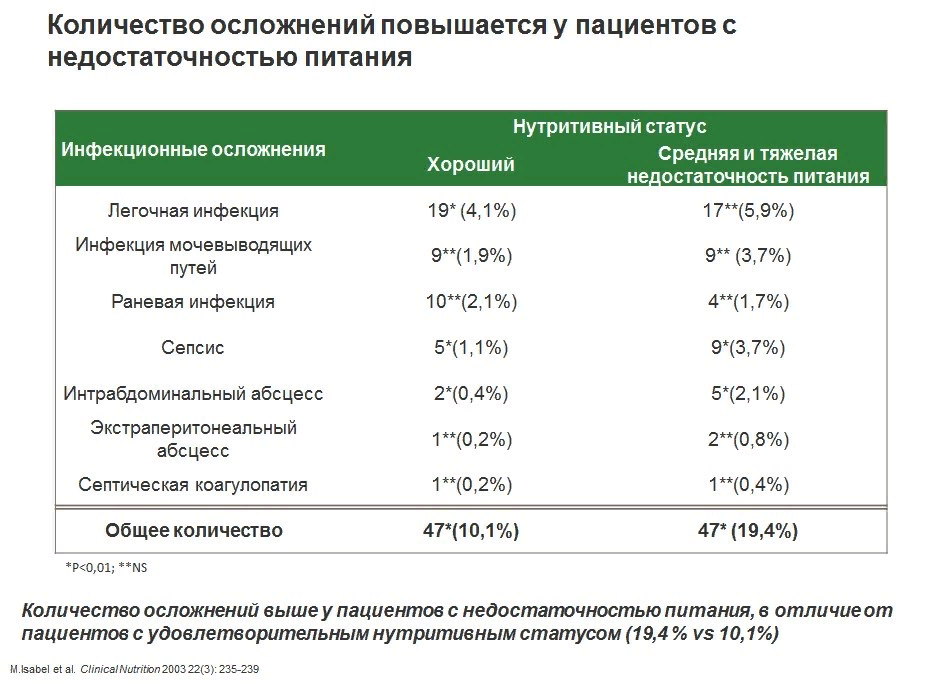 Количество осложнений повышается у пациентов с
недостаточностью питания
Инфекционные осложнения
Нутритивный статус
Хороший
Средняя и тяжелая
недостаточность питания
Легочная инфекция 19* (4,1%) 17**(5,9%)
Инфекция мочевыводящих
путей
9**(1,9%) 9** (3,7%)
Раневая инфекция 10**(2,1%) 4**(1,7%)
Сепсис 5*(1,1%) 9*(3,7%)
Интрабдоминальный абсцесс 2*(0,4%) 5*(2,1%)
Экстраперитонеальный
абсцесс
1**(0,2%) 2**(0,8%)
Септическая коагулопатия 1**(0,2%) 1**(0,4%)
Общее количество 47*(10,1%) 47* (19,4%)
*P<0,01; **NS
Количество осложнений выше у пациентов с недостаточностью питания, в отличие от
пациентов с удовлетворительным нутритивным статусом (19,4 % vs 10,1%)
M.Isabel et al. Clinical Nutrition 2003 22(3): 235-239